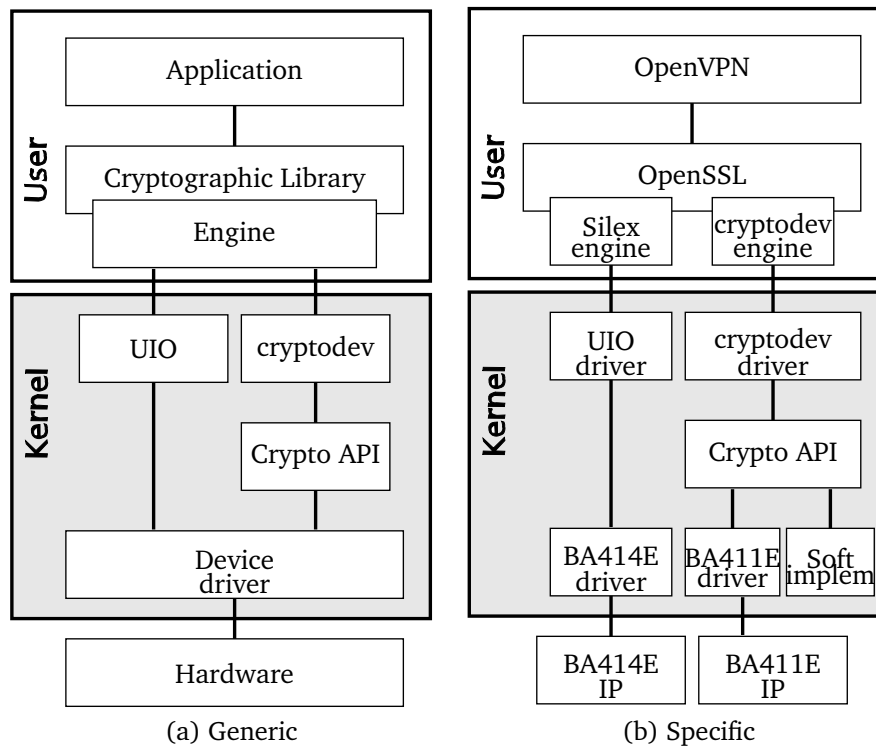 Application
User
Cryptographic Library
Engine
Kernel
UIO
cryptodev
Crypto API
Device
driver
Hardware
(a) Generic
OpenVPN
User
OpenSSL
Silex
engine
cryptodev
engine
Kernel
UIO
driver
cryptodev
driver
Crypto API
BA414E
driver
BA411E
driver
Soft
implem
BA414E
IP
BA411E
IP
(b) Specific